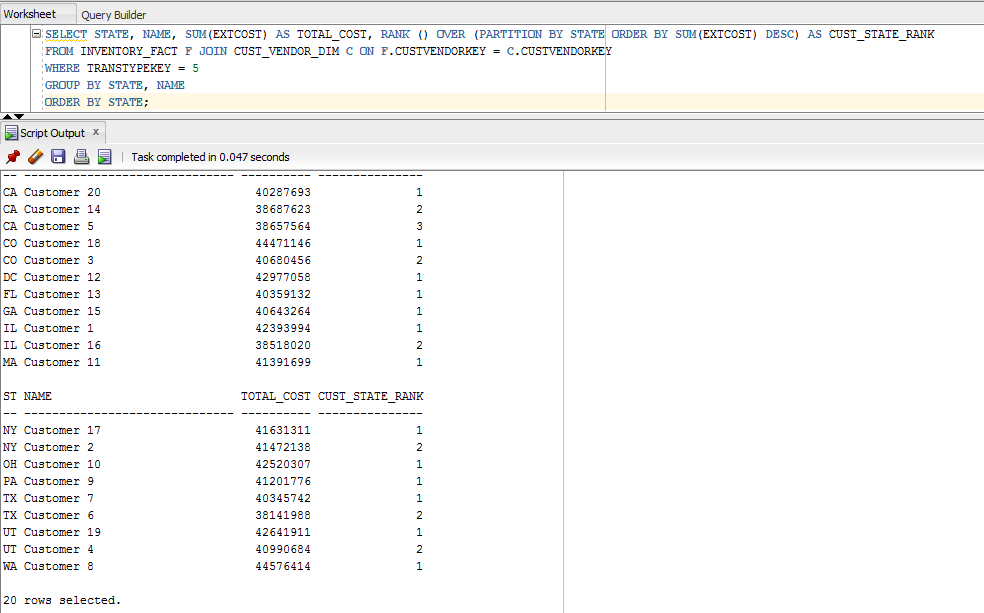 Worksheet Query Builder
SELECT STATE, NAME, SUM(EXTCOST) AS TOTAL_COST, RANK () OVER (PARTITION BY STATE ORDER BY SUM(EXTCOST) DESC) AS CUST_STATE_RANK
FROM INVENTORY_FACT F JOIN CUST_VENDOR_DIM C ON F.CUSTVENDORKEY = C.CUSTVENDORKEY
WHERE TRANSTYPEKEY = 5
GROUP BY STATE, NAME
ORDER BY STATE;
Script Output x
Task completed in 0.047 seconds
-- ------------------------------ ---------- ---------------
CA Customer 20 40287693 1
CA Customer 14 38687623 2
CA Customer 5 38657564 3
CO Customer 18 44471146 1
CO Customer 3 40680456 2
DC Customer 12 42977058 1
FL Customer 13 40359132 1
GA Customer 15 40643264 1
IL Customer 1 42393994 1
IL Customer 16 38518020 2
MA Customer 11 41391699 1
ST NAME TOTAL_COST CUST_STATE_RANK
-- ------------------------------ ---------- ---------------
NY Customer 17 41631311 1
NY Customer 2 41472138 2
OH Customer 10 42520307 1
PA Customer 9 41201776 1
TX Customer 7 40345742 1
TX Customer 6 38141988 2
UT Customer 19 42641911 1
UT Customer 4 40990684 2
WA Customer 8 44576414 1
20 rows selected.